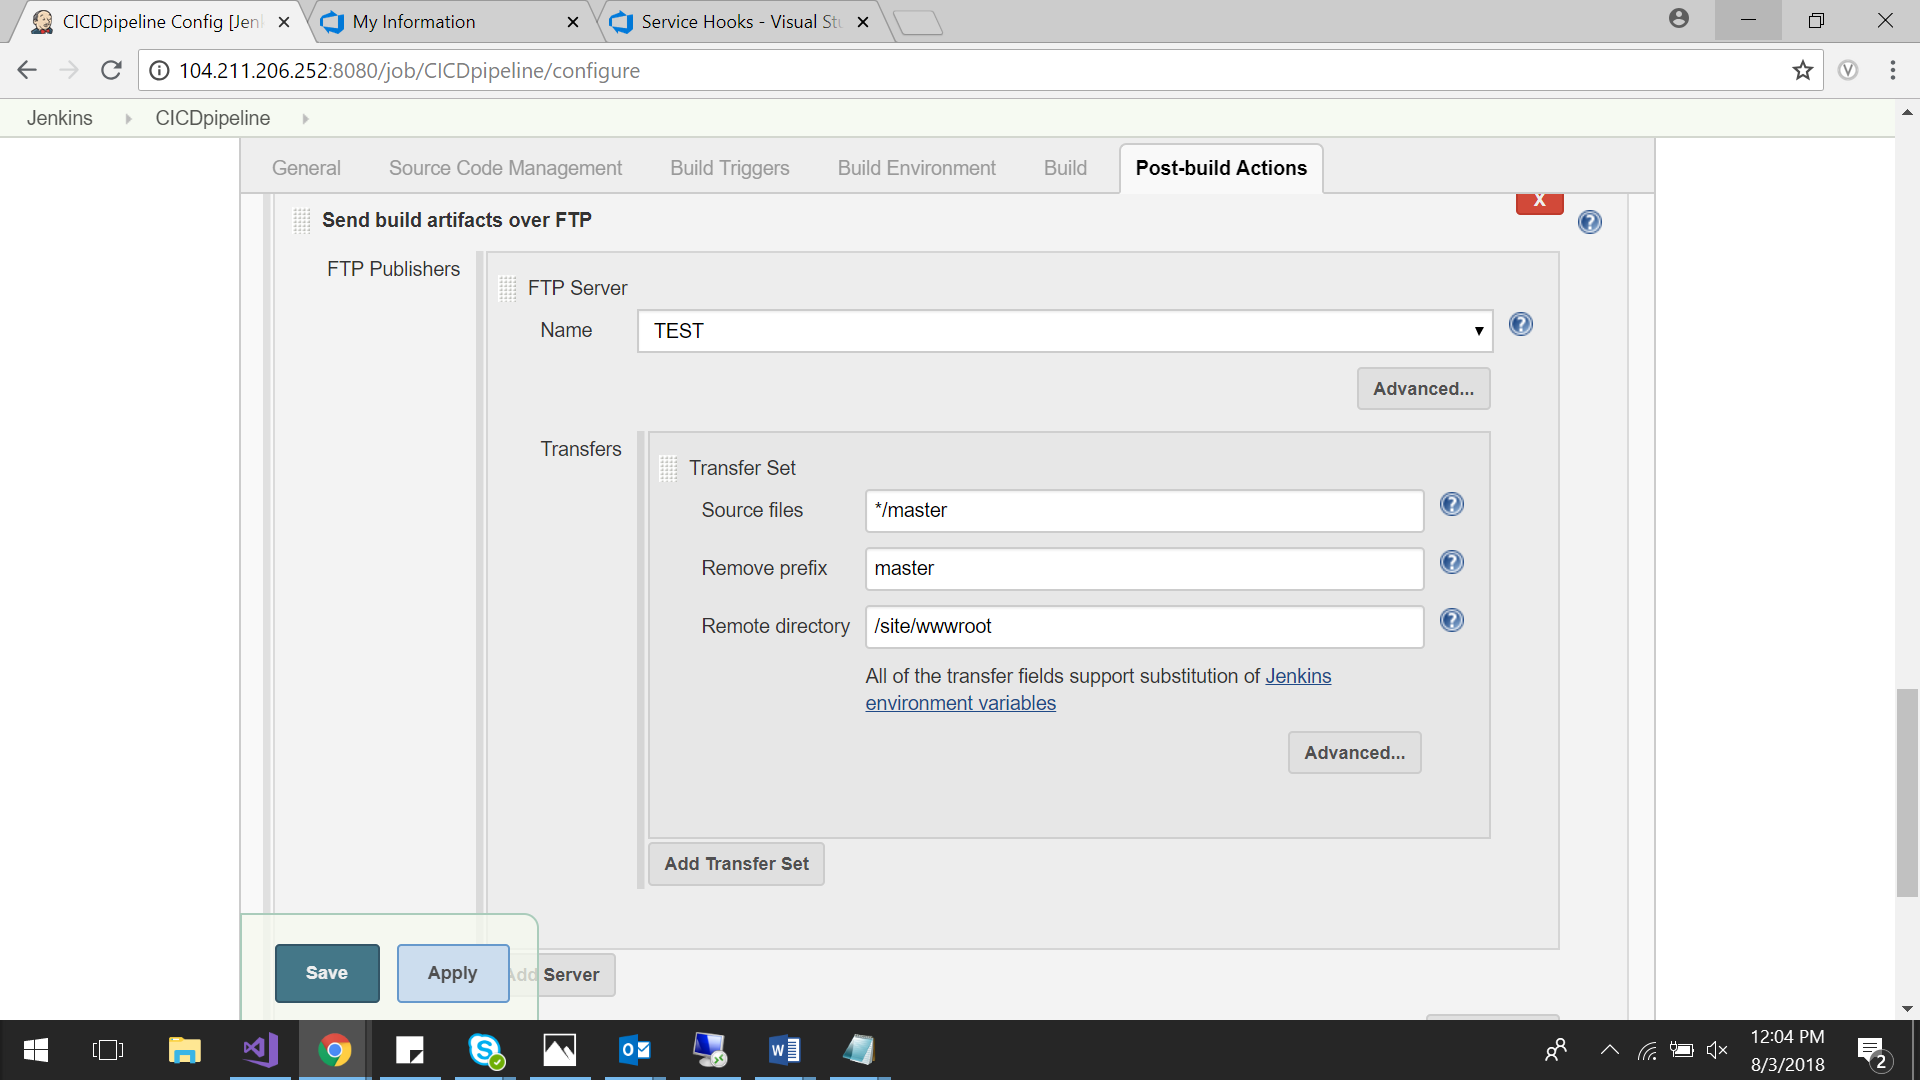 CICDpipeline Config [Jen
My Information
Service Hooks - Visual Stu
104.211.206.252:8080/job/CICDpipeline/configure
V
Jenkins
CICDpipeline
General
Source Code Management
Build Triggers
Build Environment
Build
Post-build Actions
X
Send build artifacts over FTP
FTP Publishers
FTP Server
Name
TEST
Advanced...
Transfers
Transfer Set
Source files
*/master
Remove prefix
master
Remote directory
/site/wwwroot
All of the transfer fields support substitution of Jenkins
environment variables
Advanced...
Add Transfer Set
Save
Apply
Add Server
12:04 PM
8/3/2018
2